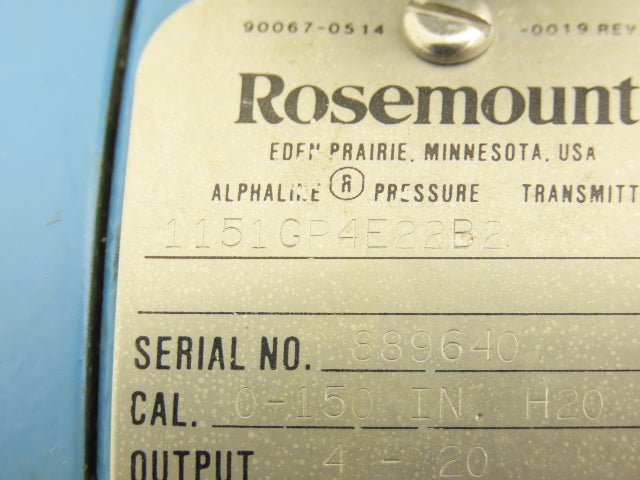 90067-0514 -0019 REV
Rosemount
EDEN PRAIRIE, MINNESOTA, USA
ALPHALINE ® PRESSURE TRANSMITT
1151GP4E22B2
SERIAL NO. 889640
CAL. 0-150 IN. H20
OUTPUT 4 - 20